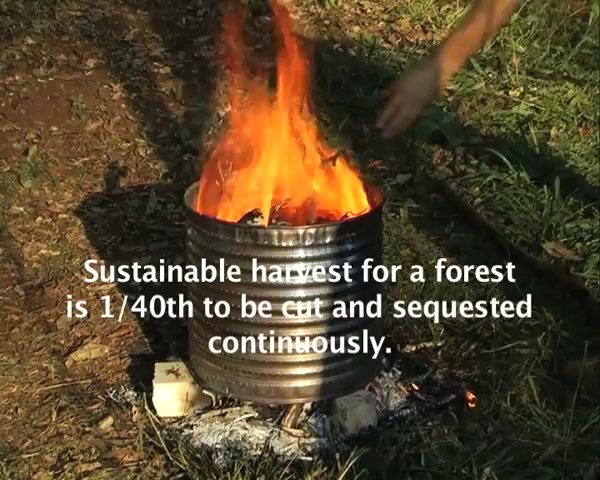 Sustainable harvest for a forest
is 1/40th to be cut and sequested
continuously.